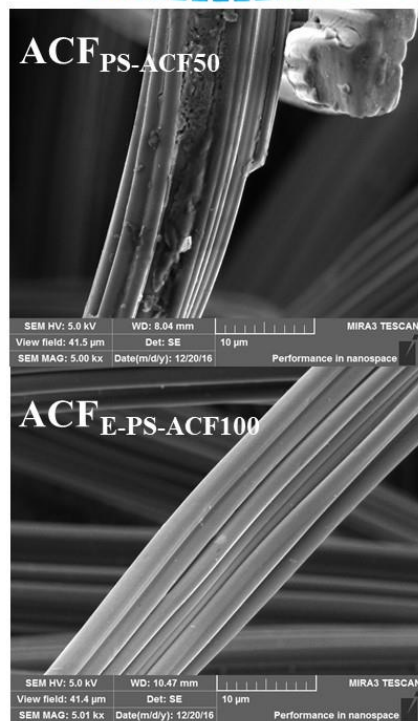 ACF PS-ACF50
SEM HV: 5.0 kV WD: 8.04 mm MIRA3 TESCAN
View field: 41.5 µm Det: SE 10 µm
SEM MAG: 5.00 kx Date(m/d/y): 12/20/16 Performance in nanospace
ACF E-PS-ACF100
SEM HV: 5.0 kV WD: 10.47 mm MIRA3 TESCAN
View field: 41.4 µm Det: SE 10 µm
SEM MAG: 5.01 kx Date(m/d/y): 12/20/16 Performance in nanospace